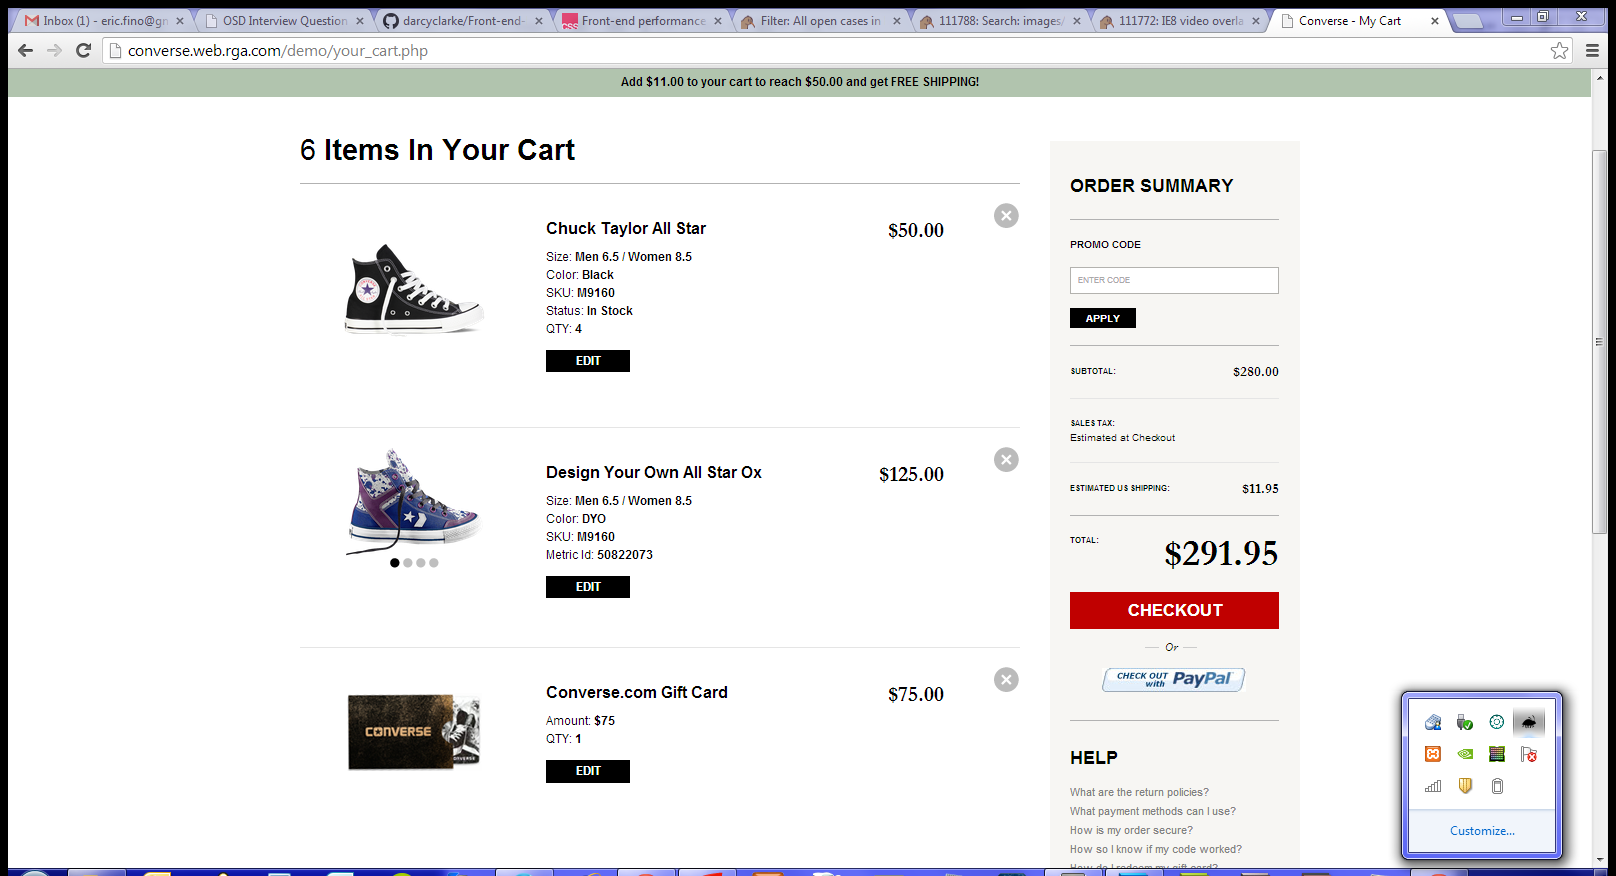 Inbox (1) - eric.fino@gn
OSD Interview Question
darcyclarke/Front-end-
Front-end performance
Filter: All open cases in
111788: Search: images/
111772: IE8 video overla
Converse - My Cart
converse.web.rga.com/demo/your_cart.php
Add $11.00 to your cart to reach $50.00 and get FREE SHIPPING!
6 Items In Your Cart
Chuck Taylor All Star
$50.00
Size: Men 6.5 / Women 8.5
Color: Black
SKU: M9160
Status: In Stock
QTY: 4
EDIT
Design Your Own All Star Ox
$125.00
Size: Men 6.5 / Women 8.5
Color: DYO
SKU: M9160
Metric Id: 50822073
EDIT
CONVERSE
CONVERSE
Converse.com Gift Card
$75.00
Amount: $75
QTY: 1
EDIT
ORDER SUMMARY
PROMO CODE
ENTER CODE
APPLY
SUBTOTAL: $280.00
SALES TAX:
Estimated at Checkout
ESTIMATED US SHIPPING: $11.95
TOTAL: $291.95
CHECKOUT
Or
CHECK OUT with PayPal
HELP
What are the return policies?
What payment methods can I use?
How is my order secure?
How so I know if my code worked?
How do I redeem my gift card?
Customize...